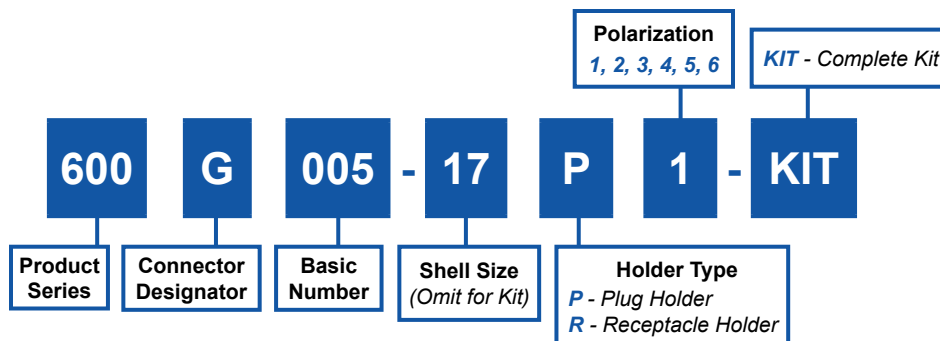 Polarization
1, 2, 3, 4, 5, 6
KIT - Complete Kit
600 G 005 - 17 P 1 - KIT
Product
Series
Connector
Designator
Basic
Number
Shell Size
(Omit for Kit)
Holder Type
P - Plug Holder
R - Receptacle Holder